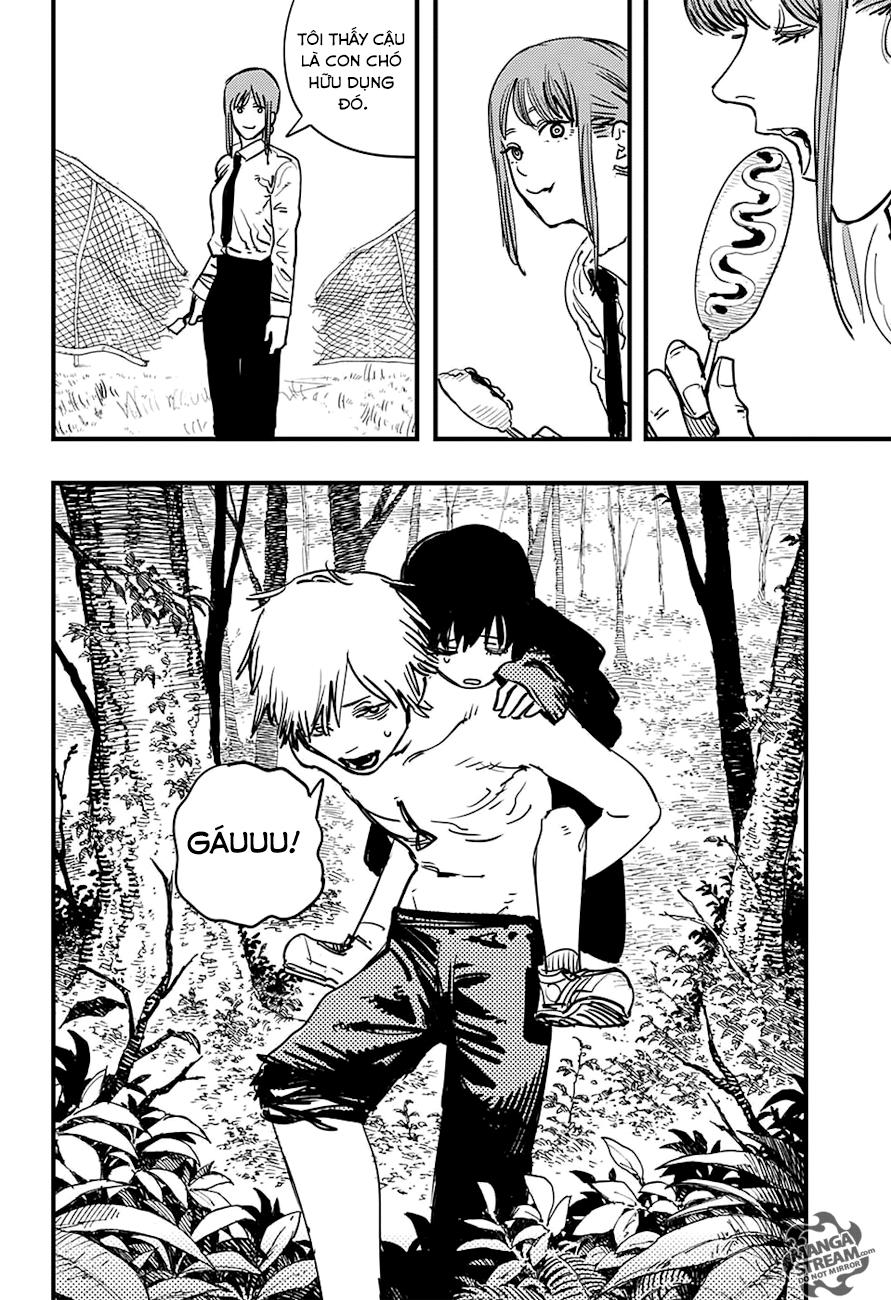 TÔI THẤY CẬU
LÀ CON CHÓ
HỮU DỤNG
ĐÓ.
GÁUUU!
MANGA
STREAM.COM
DO NOT MIRROR